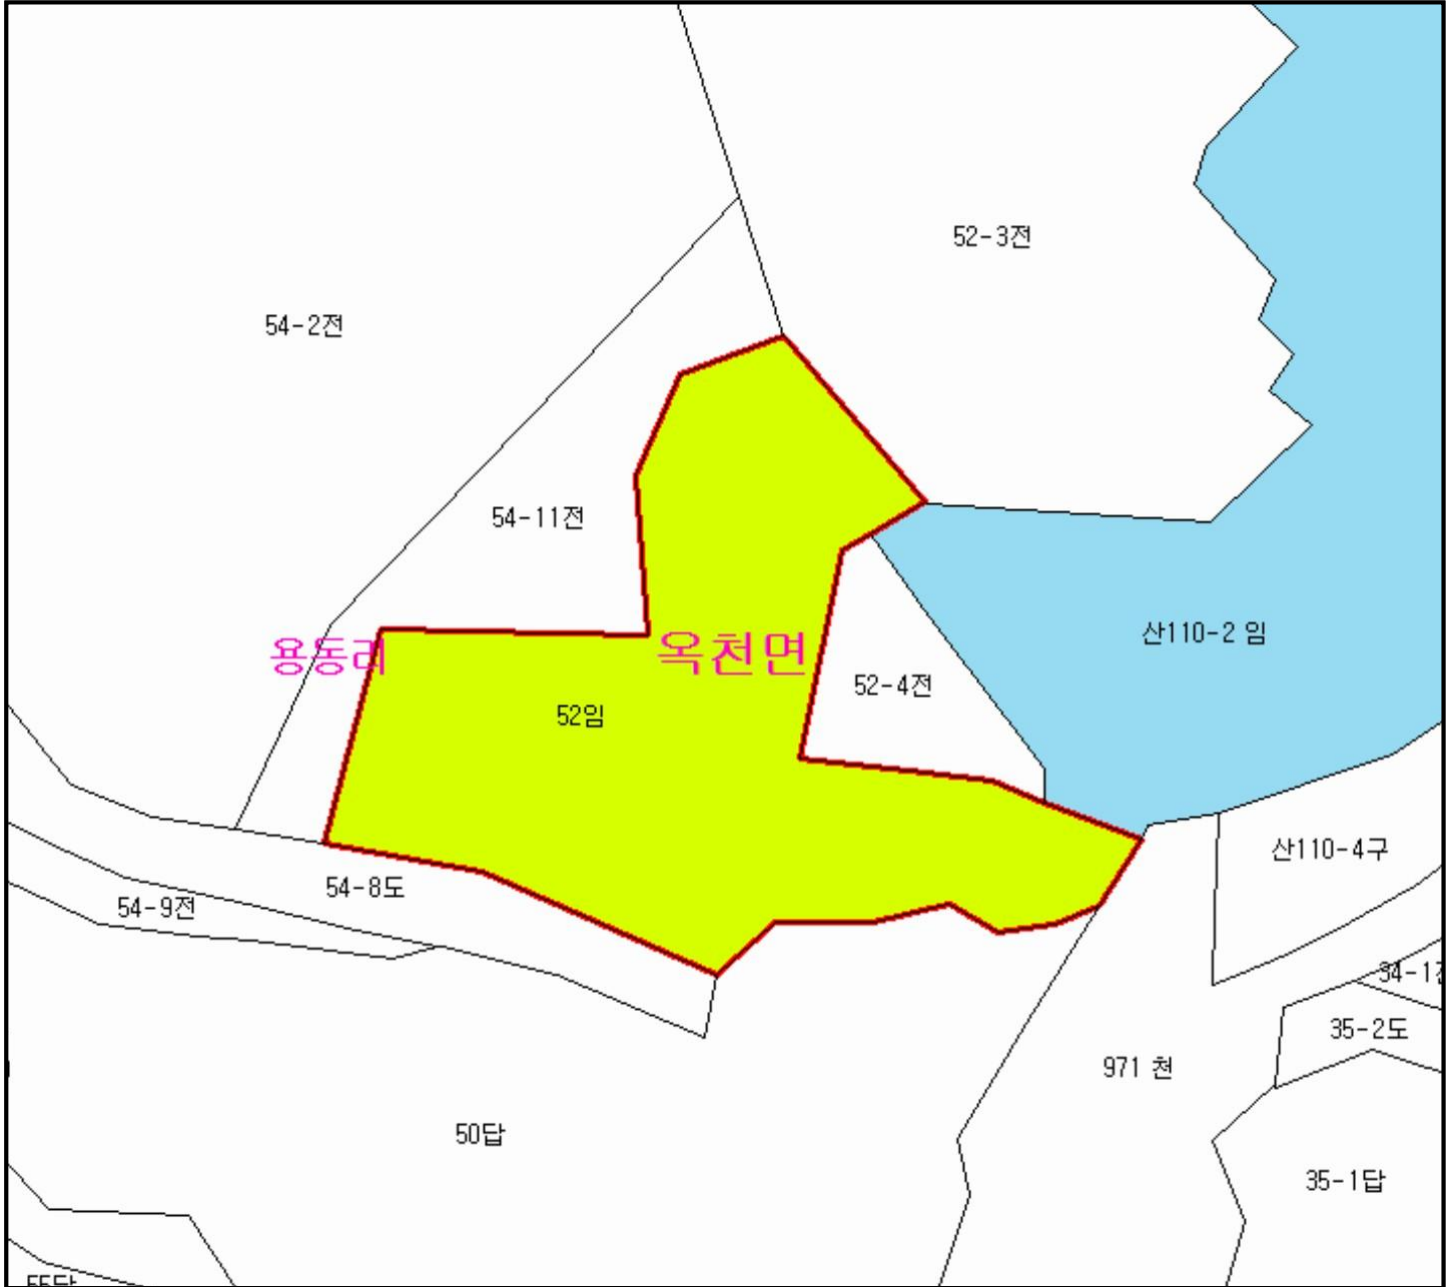 52-3전
54-2전
54-11전
산110-2 임
용동리
옥천면
52-4전
52임
산110-4구
54-8도
54-9전
35-2도
971 천
50답
35-1답